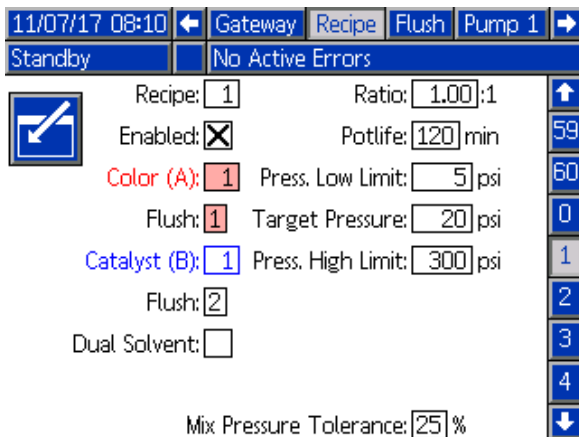 11/07/17 08:10 Gateway Recipe Flush Pump 1
Standby No Active Errors
Recipe: 1 Ratio: 1.00 :1
Enabled: Potlife: 120 min 59
Color (A): 1 Press. Low Limit: 5 psi 60
Flush: 1 Target Pressure: 20 psi 0
Catalyst (B): 1 Press. High Limit: 300 psi 1
Flush: 2 2
Dual Solvent: 3
4
Mix Pressure Tolerance: 25 %